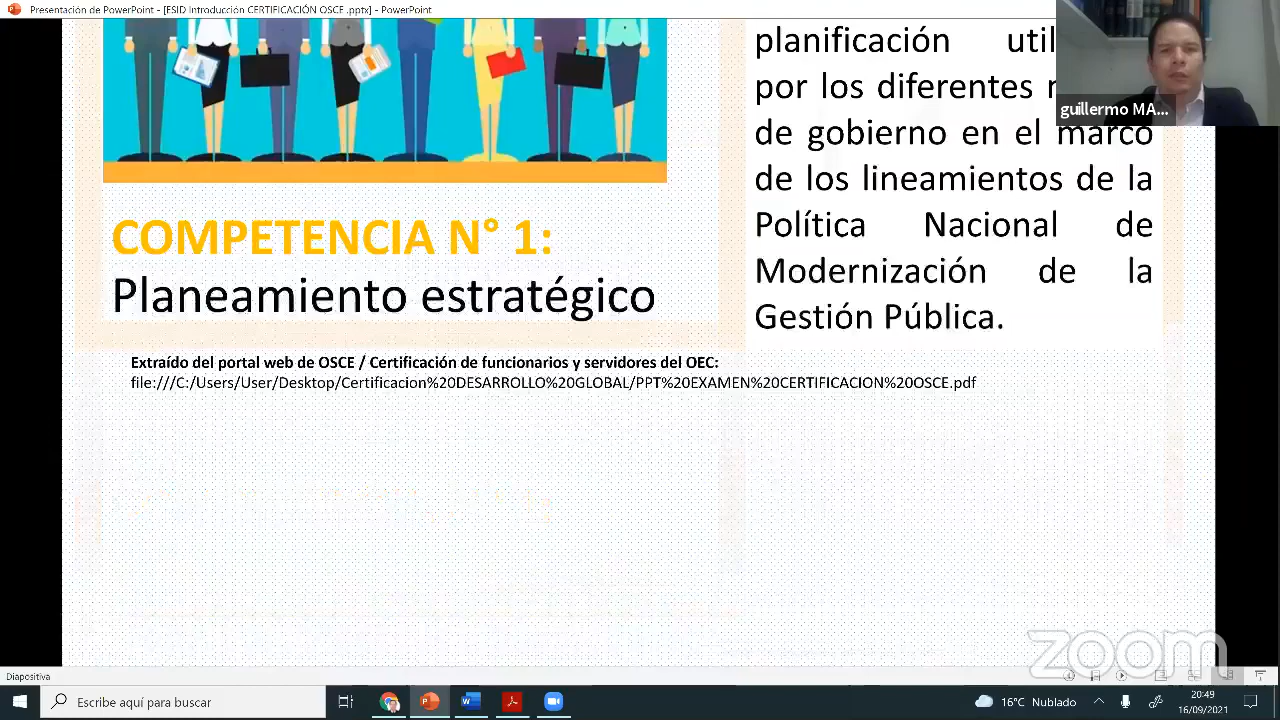 Presentación de PowerPoint - [ESID Introducción CERTIFICACIÓN OSCE .pptx] - PowerPoint
planificación util
por los diferentes
de gobierno en el marco
de los lineamientos de la
Política Nacional de
Modernización de la
Gestión Pública.
guillermo MA...
COMPETENCIA N° 1:
Planeamiento estratégico
Extraído del portal web de OSCE / Certificación de funcionarios y servidores del OEC:
file:///C:/Users/User/Desktop/Certificacion%20DESARROLLO%20GLOBAL/PPT%20EXAMEN%20CERTIFICACION%20OSCE.pdf
zoom
Diapositiva
Escribe aquí para buscar
16°C Nublado
20:49
16/09/2021